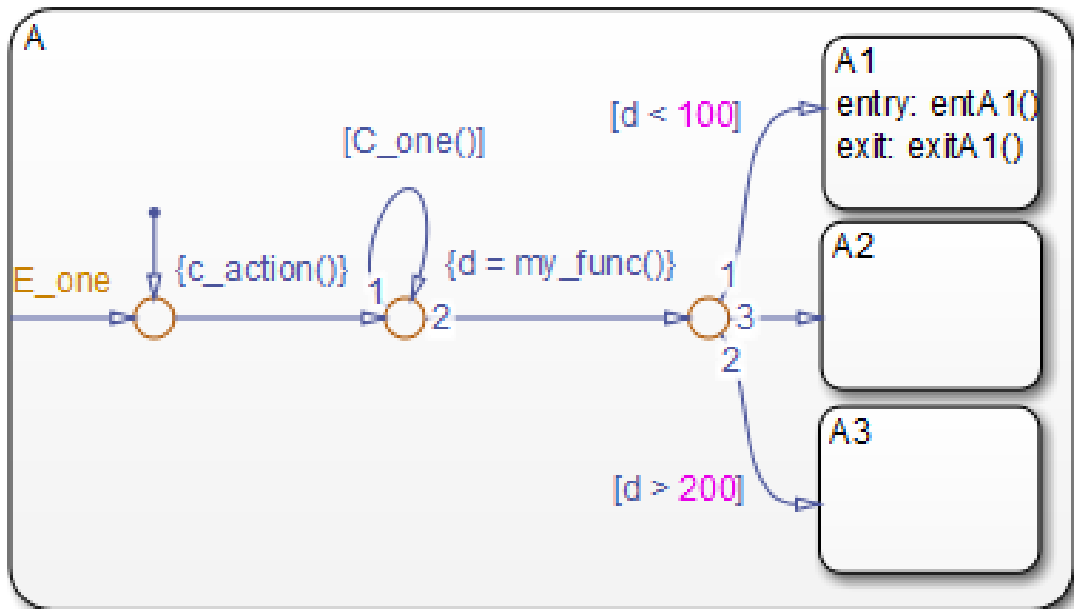 A
A1
entry: entA1()
exit: exitA1()
[d < 100]
[C_one()]
E_one
{c_action()}
{d = my_func()}
1
1
2
3
2
A2
A3
[d > 200]